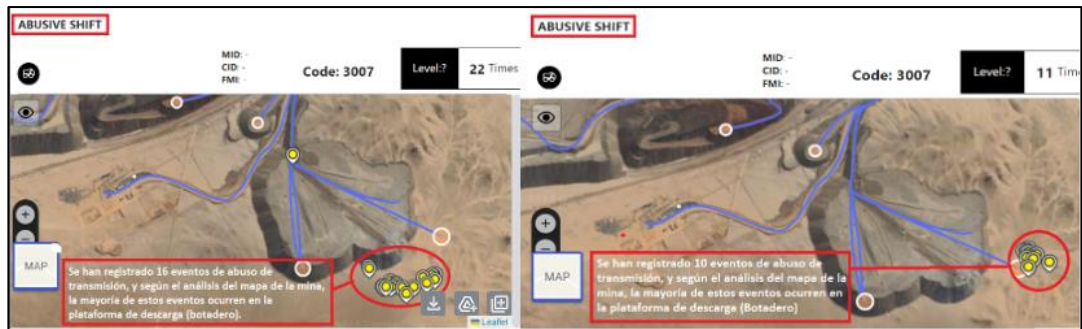 ABUSIVE SHIFT
MID: -
CID: -
FMI: -
Code: 3007
Level:?
22 Times
MAP
Se han registrado 16 eventos de abuso de
transmisión, y según el análisis del mapa de la mina,
la mayoría de estos eventos ocurren en la
plataforma de descarga (botadero).
Leaflet
ABUSIVE SHIFT
MID: -
CID: -
FMI: -
Code: 3007
Level:?
11 Tim
MAP
Se han registrado 10 eventos de abuso de
transmisión, y según el análisis del mapa de la
mina, la mayoría de estos eventos ocurren en
la plataforma de descarga (Botadero)